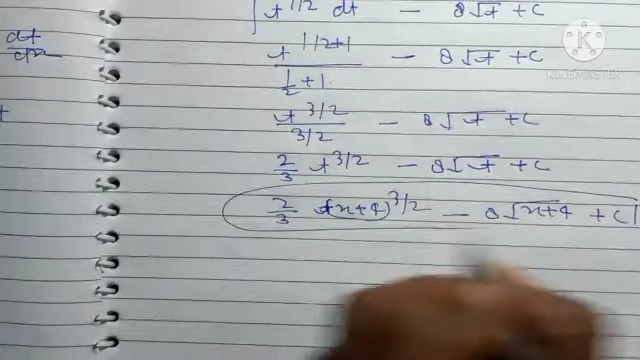 ∫ t^1/2 dt - 8√t + c
dt/dx
t^1/2+1 / 1/2+1 - 8√t + c
KINEMASTER
t
t^3/2 / 3/2 - 8√t + c
2/3 t^3/2 - 8√t + c
2/3 (x+4)^3/2 - 8√x+4 + c